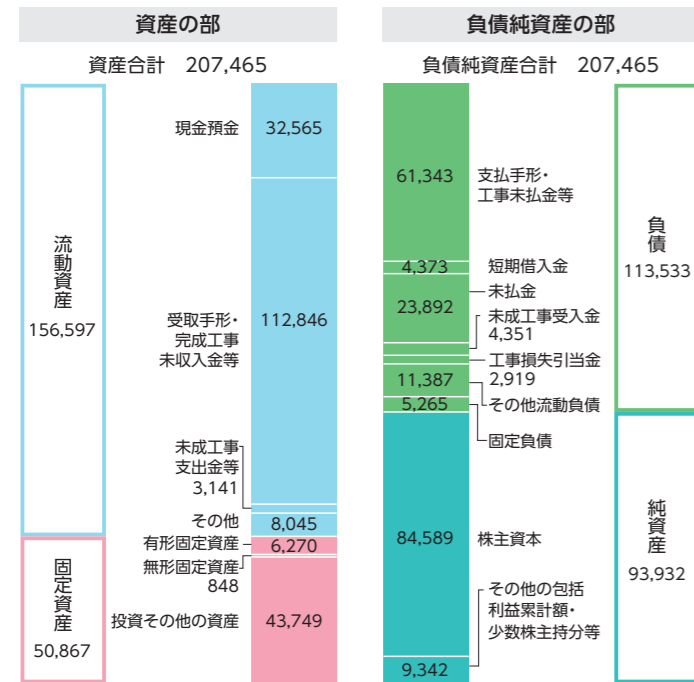 資産の部
資産合計 207,465
流動資産
156,597
現金預金
32,565
受取手形・
完成工事
未収入金等
112,846
未成工事
支出金等
3,141
その他
8,045
固定資産
50,867
有形固定資産
6,270
無形固定資産
848
投資その他の資産
43,749
負債純資産の部
負債純資産合計 207,465
61,343
支払手形・
工事未払金等
4,373
短期借入金
23,892
未払金
未成工事受入金
4,351
工事損失引当金
2,919
11,387
その他流動負債
5,265
固定負債
負債
113,533
84,589
株主資本
その他の包括
利益累計額・
少数株主持分等
9,342
純資産
93,932